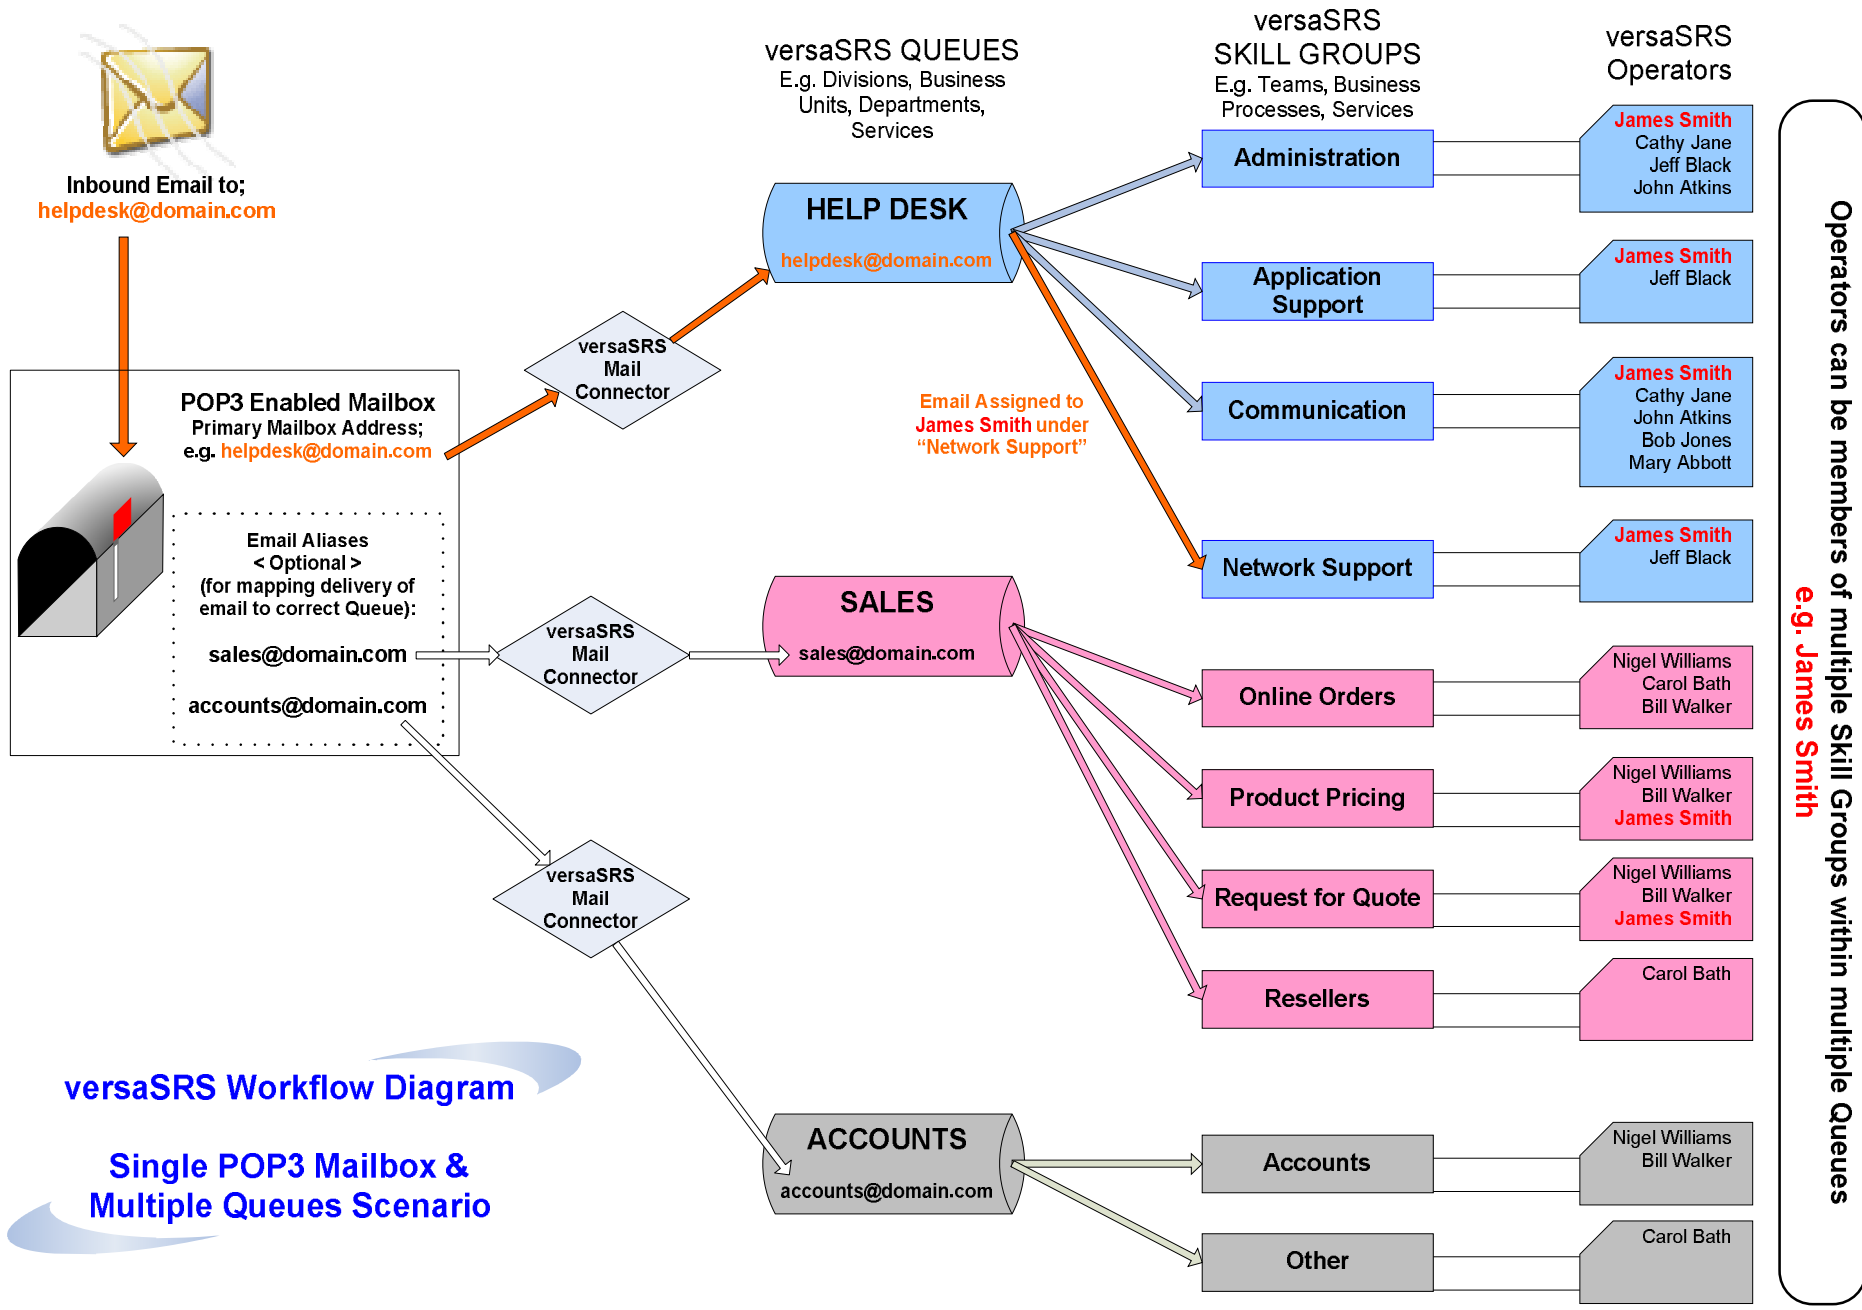 Inbound Email to;
helpdesk@domain.com
POP3 Enabled Mailbox
Primary Mailbox Address;
e.g. helpdesk@domain.com
Email Aliases
< Optional >
(for mapping delivery of
email to correct Queue):
sales@domain.com
accounts@domain.com
versaSRS
Mail
Connector
versaSRS
Mail
Connector
versaSRS
Mail
Connector
versaSRS Workflow Diagram
Single POP3 Mailbox &
Multiple Queues Scenario
versaSRS QUEUES
E.g. Divisions, Business
Units, Departments,
Services
HELP DESK
helpdesk@domain.com
Email Assigned to
James Smith under
“Network Support”
SALES
sales@domain.com
ACCOUNTS
accounts@domain.com
versaSRS
SKILL GROUPS
E.g. Teams, Business
Processes, Services
Administration
Application
Support
Communication
Network Support
Online Orders
Product Pricing
Request for Quote
Resellers
Accounts
Other
versaSRS
Operators
James Smith
Cathy Jane
Jeff Black
John Atkins
James Smith
Jeff Black
James Smith
Cathy Jane
John Atkins
Bob Jones
Mary Abbott
James Smith
Jeff Black
Nigel Williams
Carol Bath
Bill Walker
Nigel Williams
Bill Walker
James Smith
Nigel Williams
Bill Walker
James Smith
Carol Bath
Nigel Williams
Bill Walker
Carol Bath
Operators can be members of multiple Skill Groups within multiple Queues
e.g. James Smith